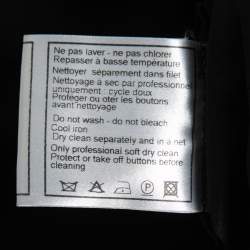 Ne pas laver - ne pas chlorer
Repasser à basse température
Nettoyer séparement dans filet
Nettoyage a sec par professionnel
uniquement : cycle doux
Protéger ou oter les boutons
avant nettoyage
Do not wash - do not bleach
Cool iron
Dry clean separately and in a net
Only professional soft dry clean
Protect or take off buttons before
cleaning
P